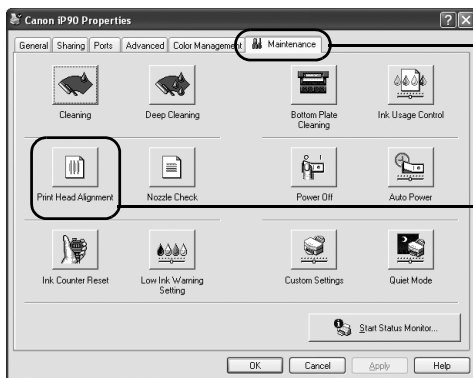 Canon iP90 Properties
General Sharing Ports Advanced Color Management Maintenance
Cleaning Deep Cleaning Bottom Plate Cleaning Ink Usage Control
Print Head Alignment Nozzle Check Power Off Auto Power
Ink Counter Reset Low Ink Warning Setting Custom Settings Quiet Mode
Start Status Monitor...
OK Cancel Apply Help